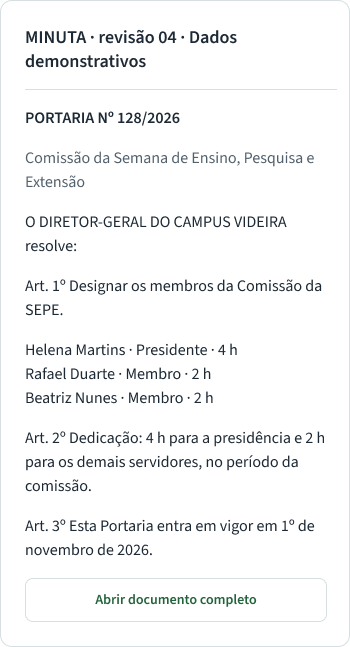 MINUTA · revisão 04 · Dados
demonstrativos
PORTARIA Nº 128/2026
Comissão da Semana de Ensino, Pesquisa e
Extensão
O DIRETOR-GERAL DO CAMPUS VIDEIRA
resolve:
Art. 1º Designar os membros da Comissão da
SEPE.
Helena Martins · Presidente · 4 h
Rafael Duarte · Membro · 2 h
Beatriz Nunes · Membro · 2 h
Art. 2º Dedicação: 4 h para a presidência e 2 h
para os demais servidores, no período da
comissão.
Art. 3º Esta Portaria entra em vigor em 1º de
novembro de 2026.
Abrir documento completo